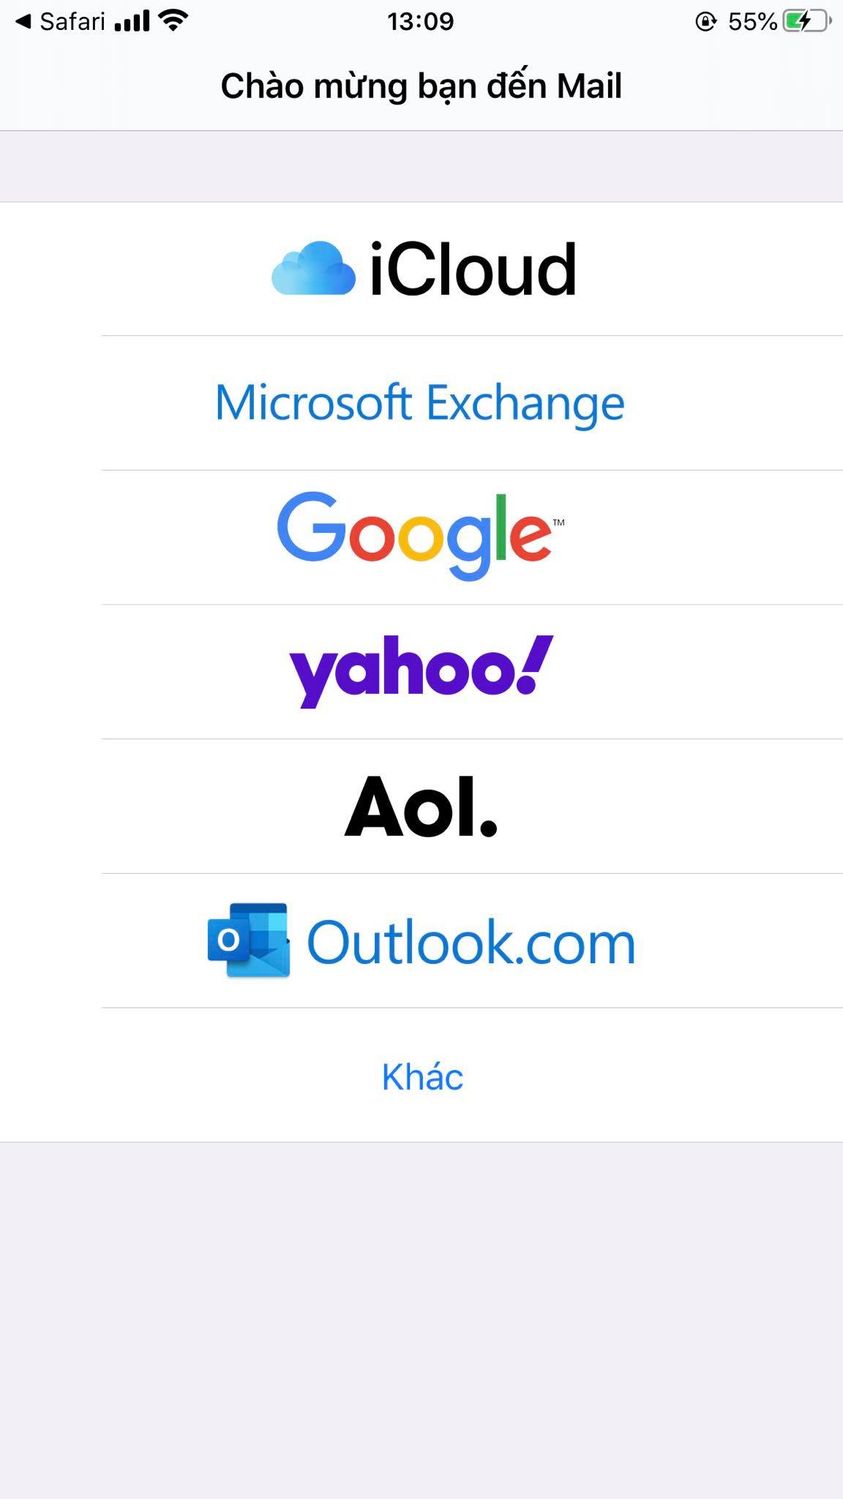 Safari 13:09 55%
Chào mừng bạn đến Mail
iCloud
Microsoft Exchange
Google™
yahoo!
Aol.
Outlook.com
Khác